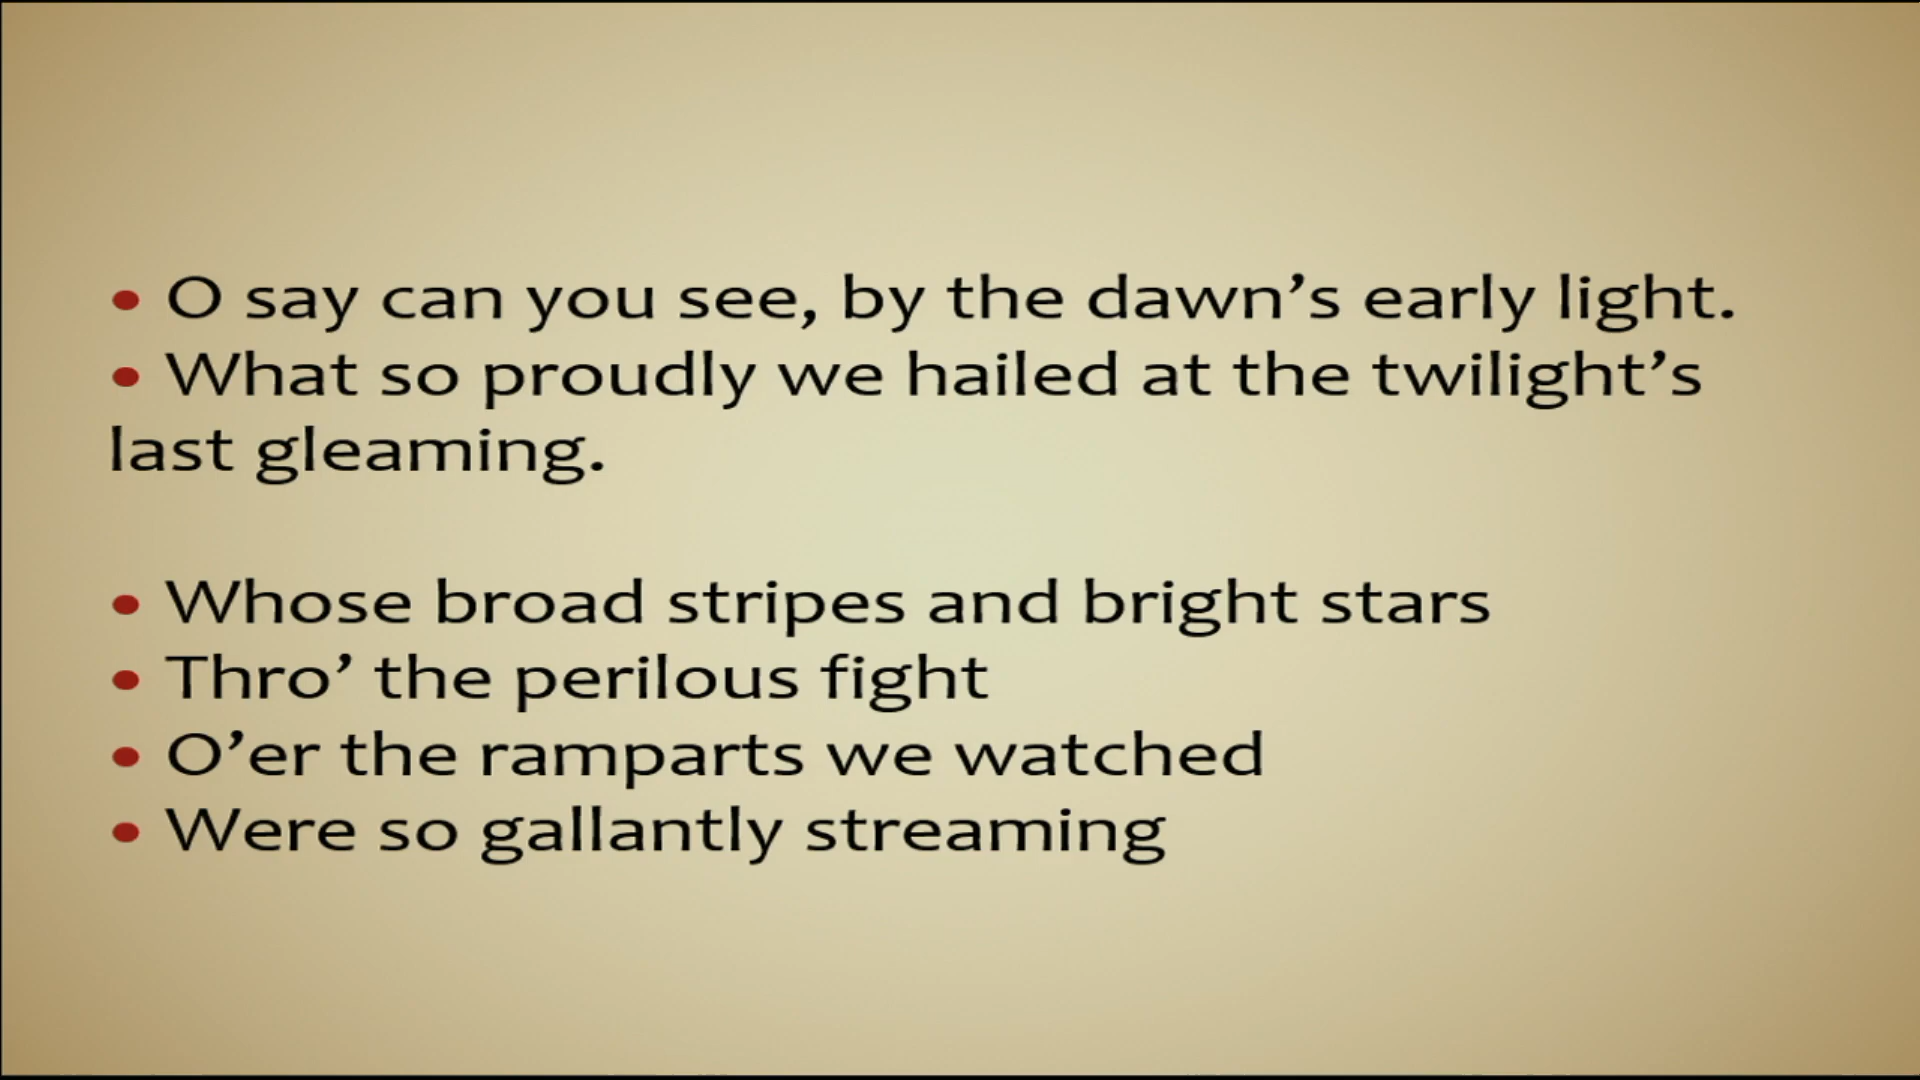 • O say can you see, by the dawn’s early light.
• What so proudly we hailed at the twilight’s
last gleaming.
• Whose broad stripes and bright stars
• Thro’ the perilous fight
• O’er the ramparts we watched
• Were so gallantly streaming